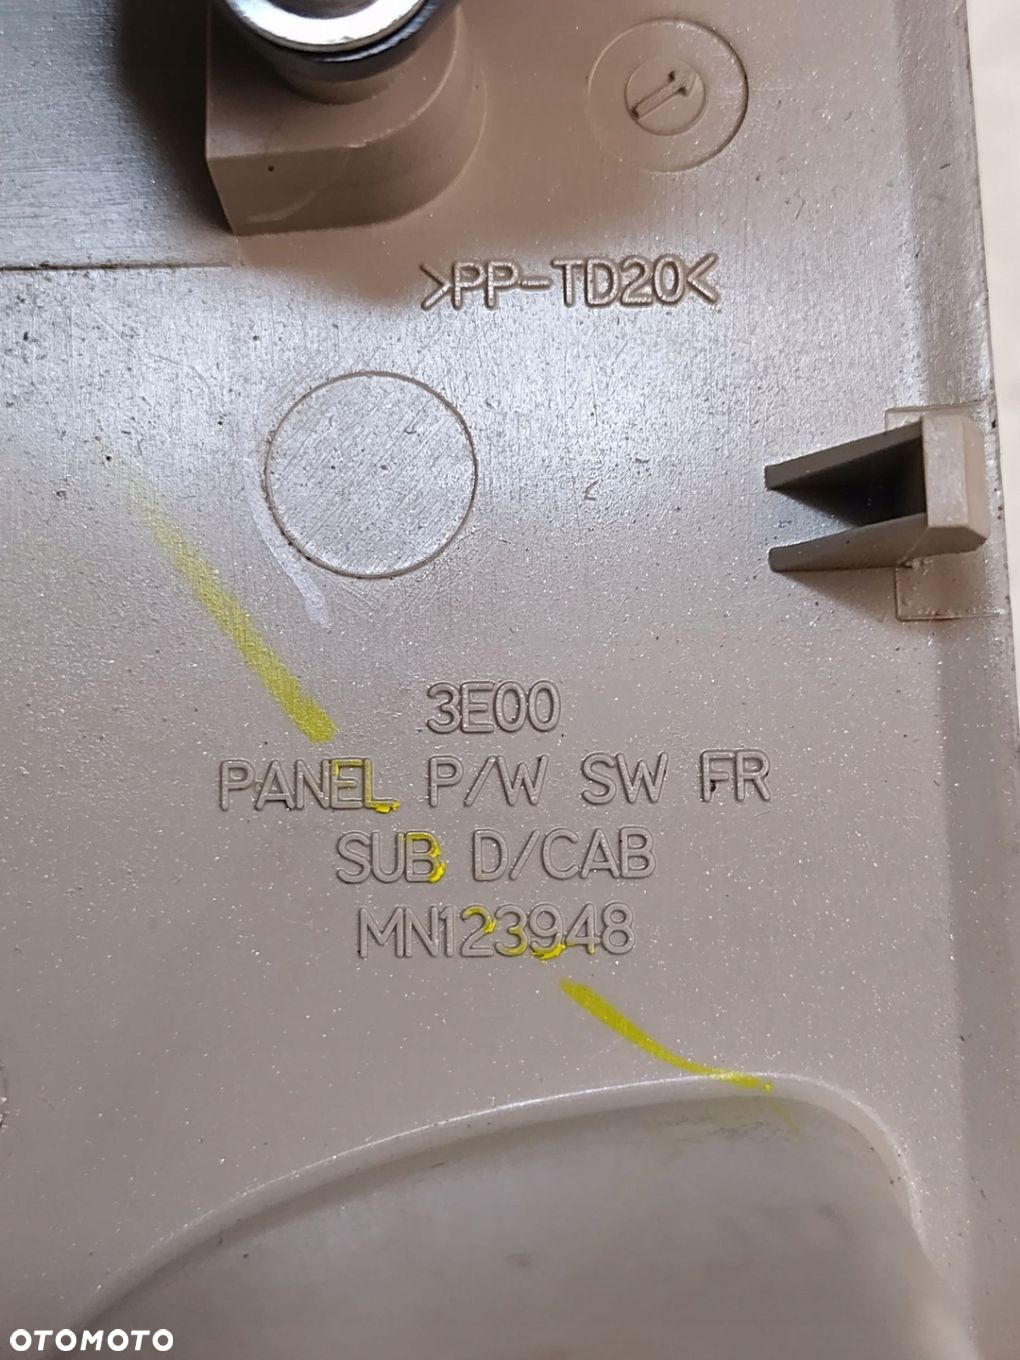 >PP-TD20<
3E00
PANEL P/W SW FR
SUB D/CAB
MN123948
OTOMOTO